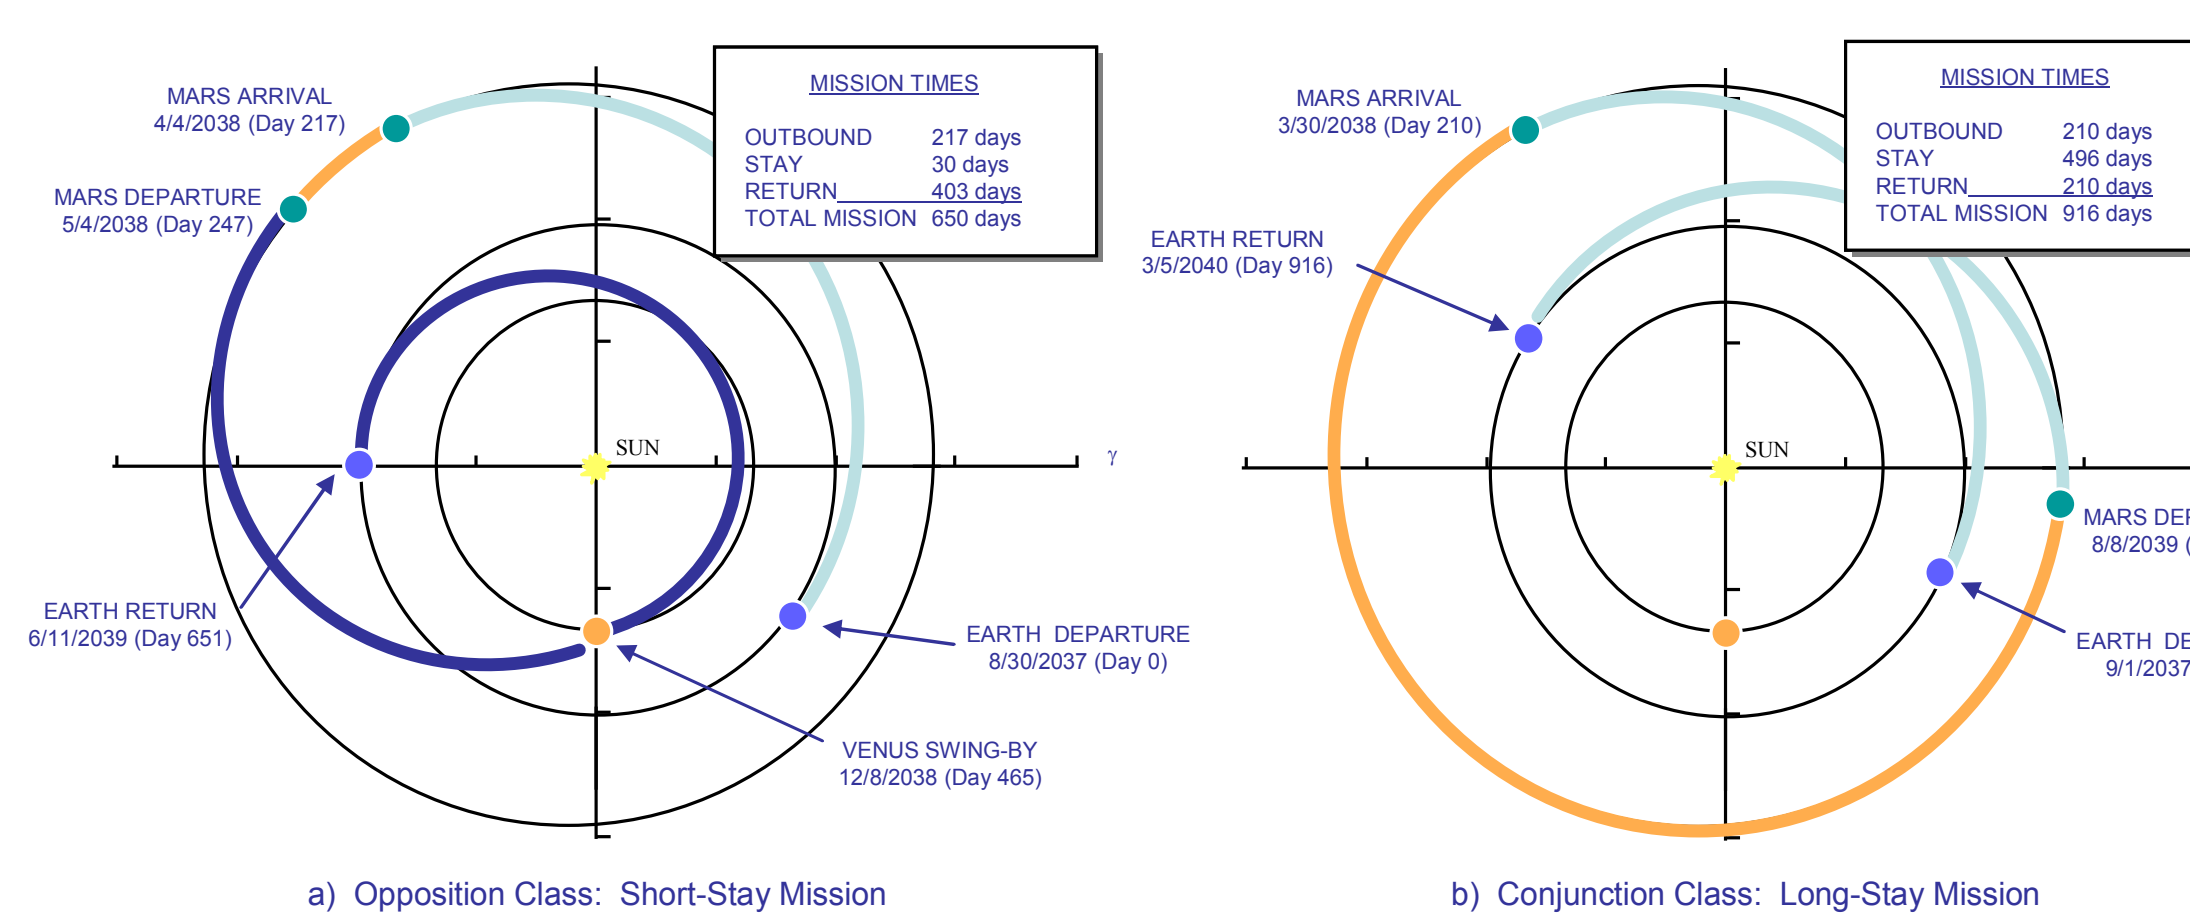 MARS ARRIVAL
4/4/2038 (Day 217)
MARS DEPARTURE
5/4/2038 (Day 247)
MISSION TIMES
OUTBOUND 217 days
STAY 30 days
RETURN 403 days
TOTAL MISSION 650 days
SUN
γ
EARTH RETURN
6/11/2039 (Day 651)
EARTH DEPARTURE
8/30/2037 (Day 0)
VENUS SWING-BY
12/8/2038 (Day 465)
a) Opposition Class: Short-Stay Mission
MARS ARRIVAL
3/30/2038 (Day 210)
MISSION TIMES
OUTBOUND 210 days
STAY 496 days
RETURN 210 days
TOTAL MISSION 916 days
EARTH RETURN
3/5/2040 (Day 916)
SUN
MARS DE
8/8/2039 (
EARTH DE
9/1/2037
b) Conjunction Class: Long-Stay Mission